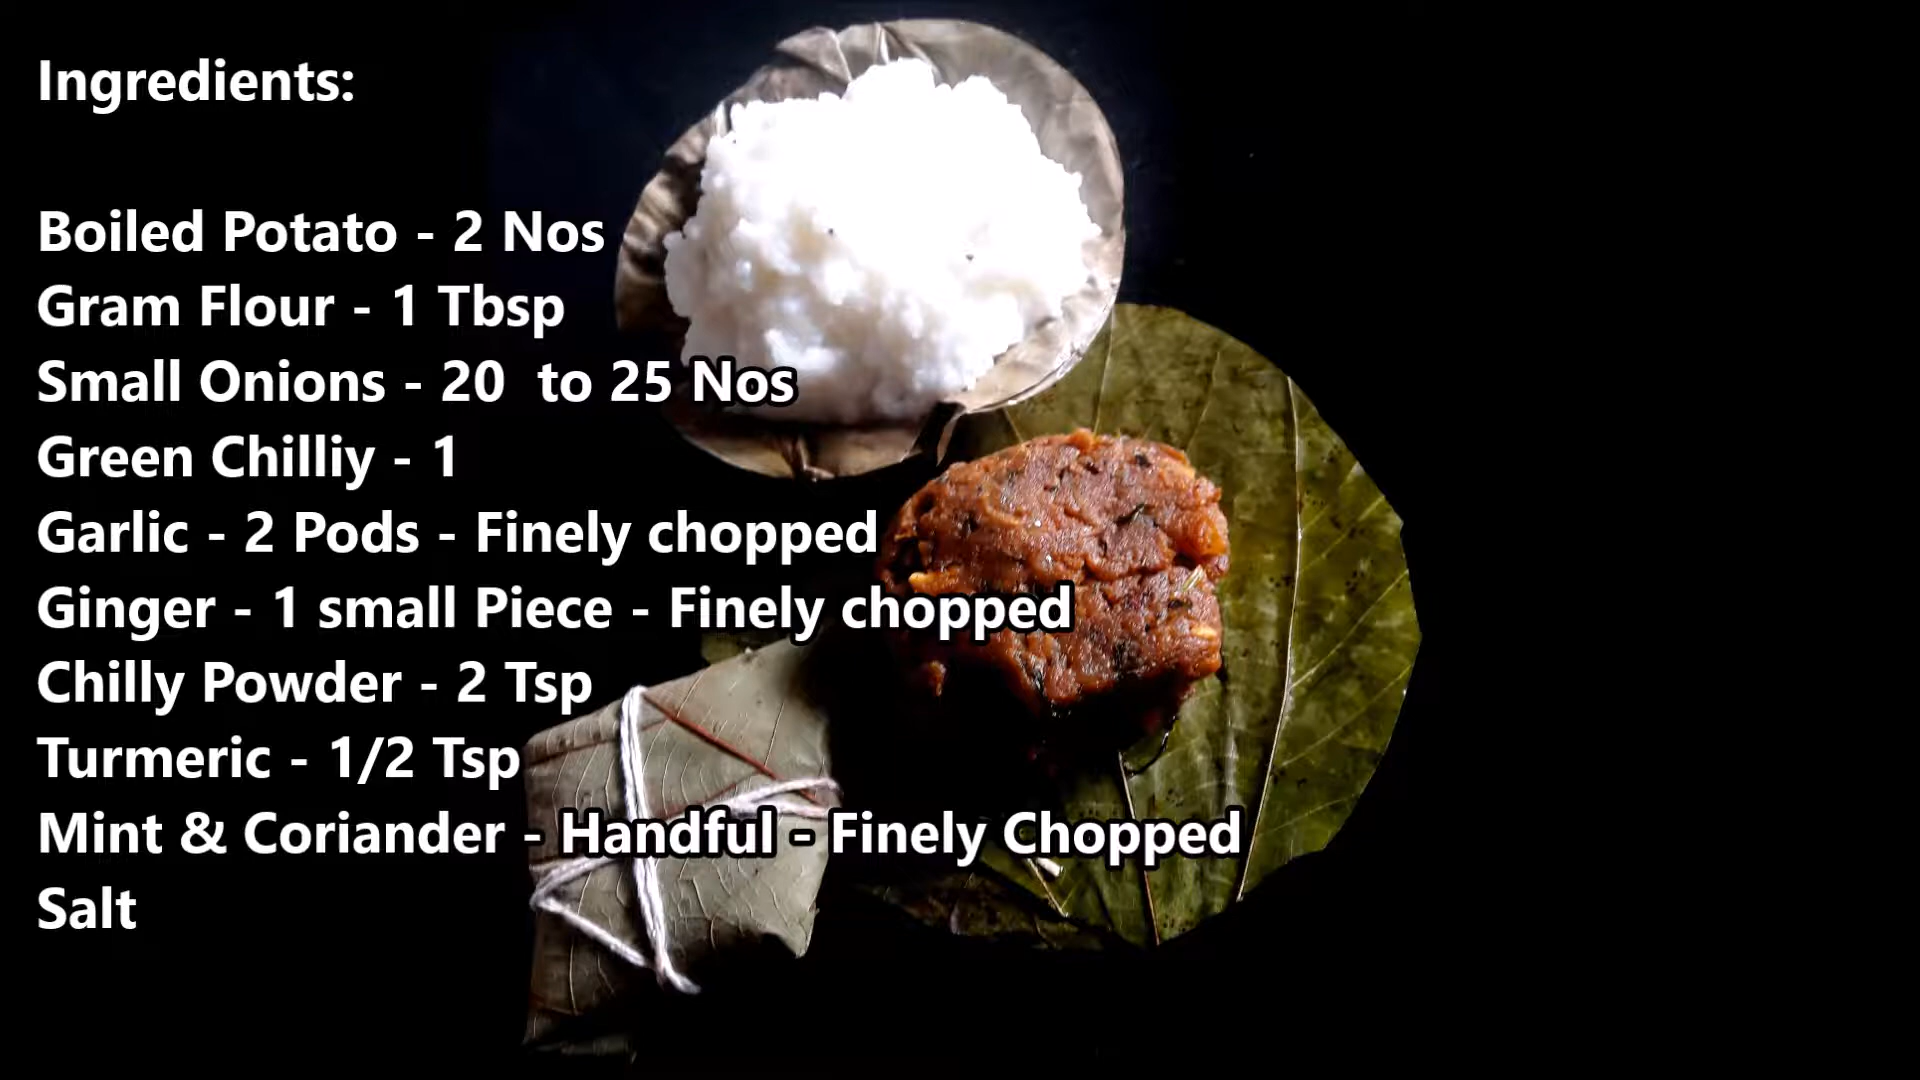 Ingredients:
Boiled Potato - 2 Nos
Gram Flour - 1 Tbsp
Small Onions - 20  to 25 Nos
Green Chilliy - 1
Garlic - 2 Pods - Finely chopped
Ginger - 1 small Piece - Finely chopped
Chilly Powder - 2 Tsp
Turmeric - 1/2 Tsp
Mint & Coriander - Handful - Finely Chopped
Salt